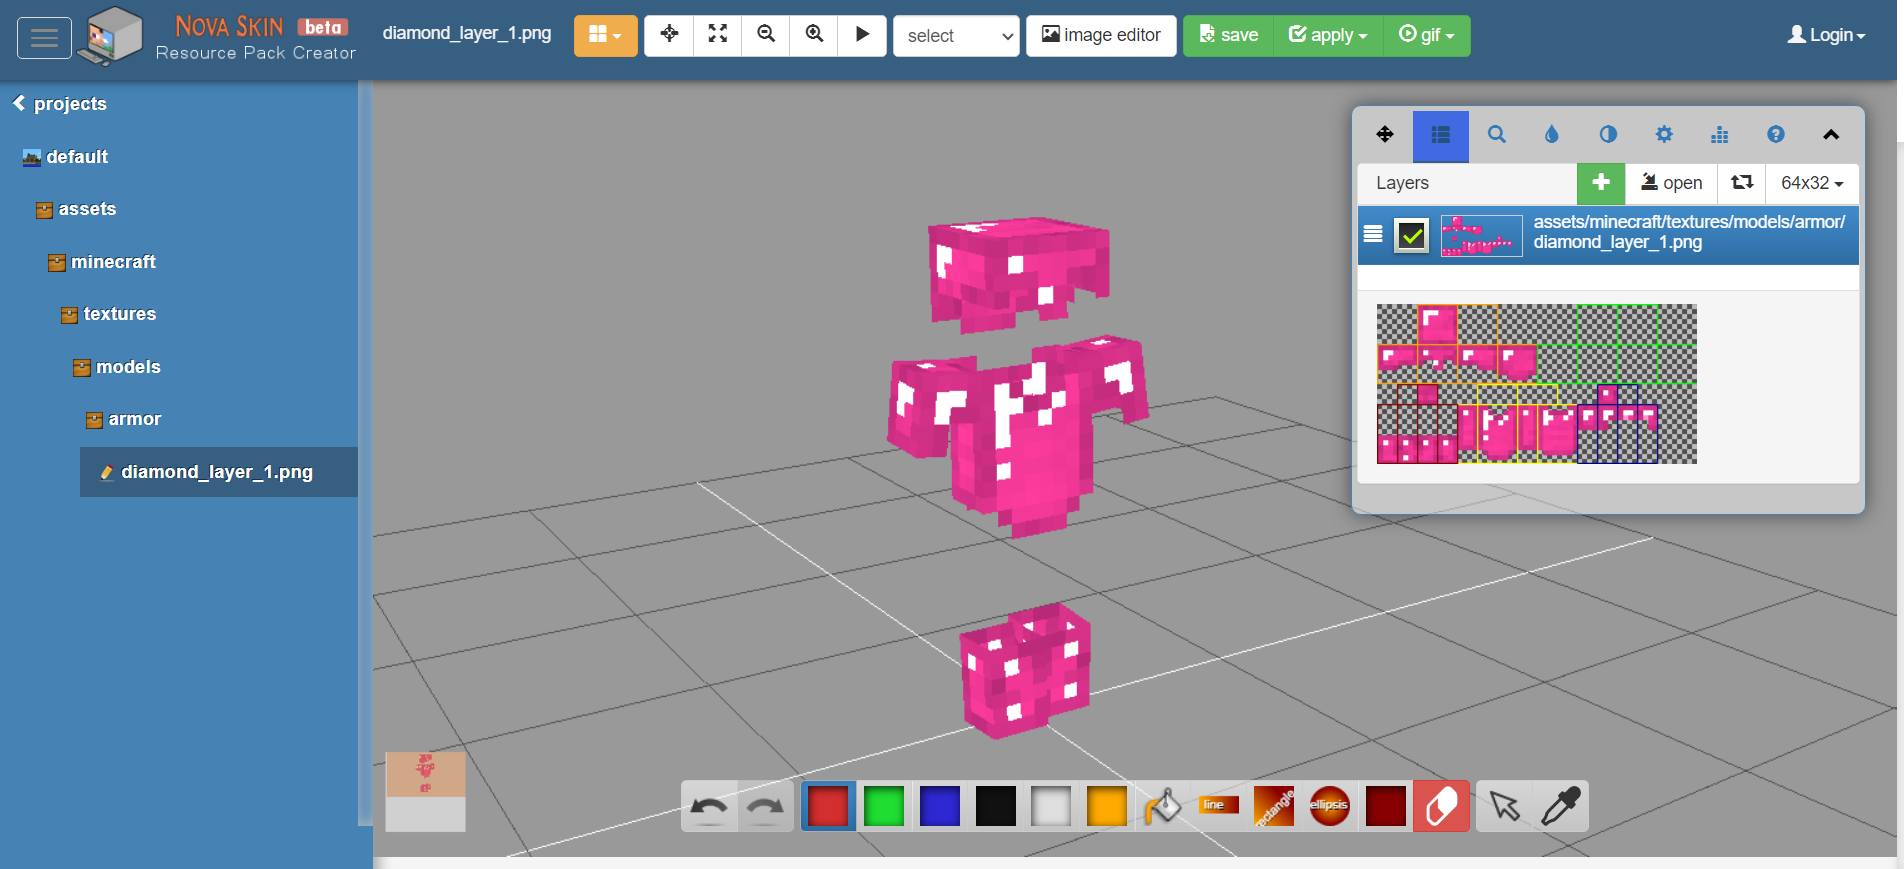 NOVA SKIN beta
Resource Pack Creator
diamond_layer_1.png
select
image editor
save
apply
gif
Login
projects
default
assets
minecraft
textures
models
armor
diamond_layer_1.png
Layers
open
64x32
assets/minecraft/textures/models/armor/
diamond_layer_1.png
line
rectangle
ellipsis